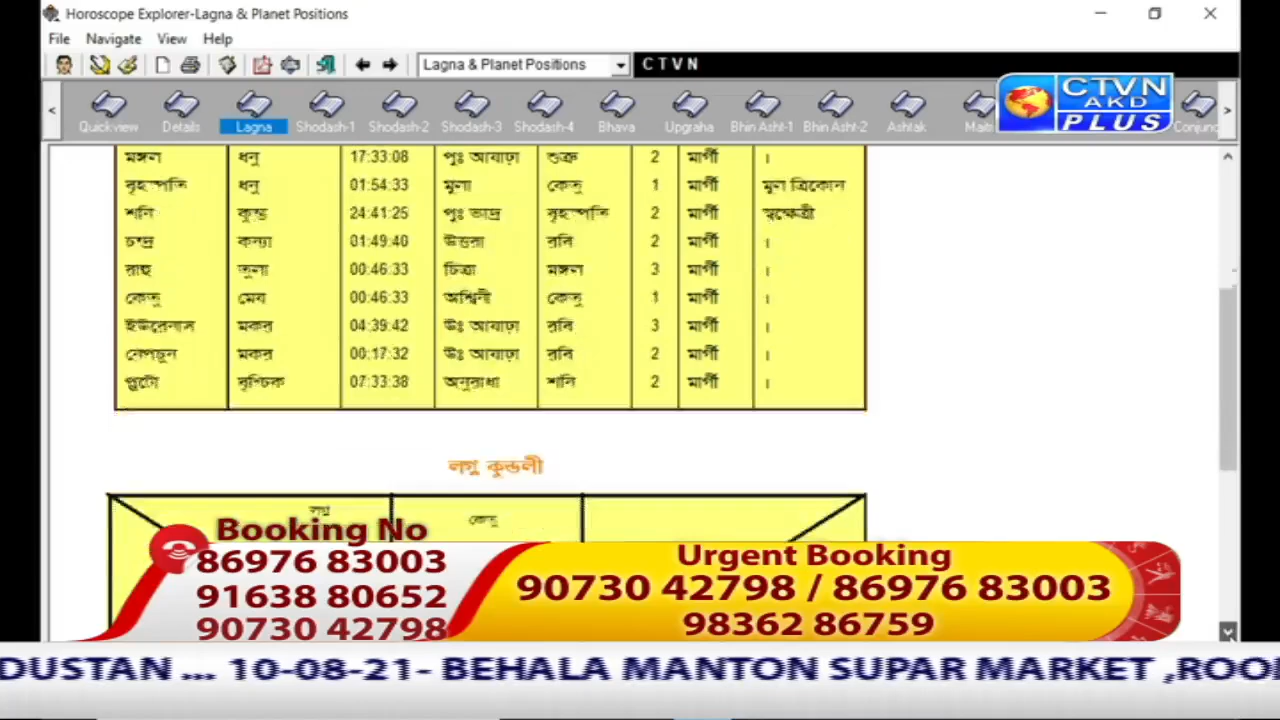 Horoscope Explorer-Lagna & Planet Positions
File Navigate View Help
Lagna & Planet Positions
CTVN
Quickview Details Lagna Shodash-1 Shodash-2 Shodash-3 Shodash-4 Bhava Upgraha Bhin Asht-1 Bhin Asht-2 Ashtak
CTVN
AKD
PLUS
মঙ্গল ধনু 17:33:08 পুঃ আষাঢ়া শুক্র 2 মার্গী ।
বৃহস্পতি ধনু 01:54:33 মুলা কেতু 1 মার্গী মূল ত্রিকোন
শনি কুম্ভ 24:41:25 পুঃ ভাদ্র বৃহস্পতি 2 মার্গী স্বক্ষেত্রী
চন্দ্র কন্যা 01:49:40 উত্তরা রবি 2 মার্গী ।
রাহু তুলা 00:46:33 চিত্রা মঙ্গল 3 মার্গী ।
কেতু মেষ 00:46:33 অশ্বিনী কেতু 1 মার্গী ।
ইউরেনাস মকর 04:39:42 উঃ আষাঢ়া রবি 3 মার্গী ।
নেপচুন মকর 00:17:32 উঃ আষাঢ়া রবি 2 মার্গী ।
প্লুটো বৃশ্চিক 07:33:38 অনুরাধা শনি 2 মার্গী ।
লগ্ন কুন্ডলী
লগ্ন কেতু
Booking No
86976 83003
91638 80652
90730 42798
Urgent Booking
90730 42798 / 86976 83003
98362 86759
DUSTAN ... 10-08-21- BEHALA MANTON SUPAR MARKET ,ROO